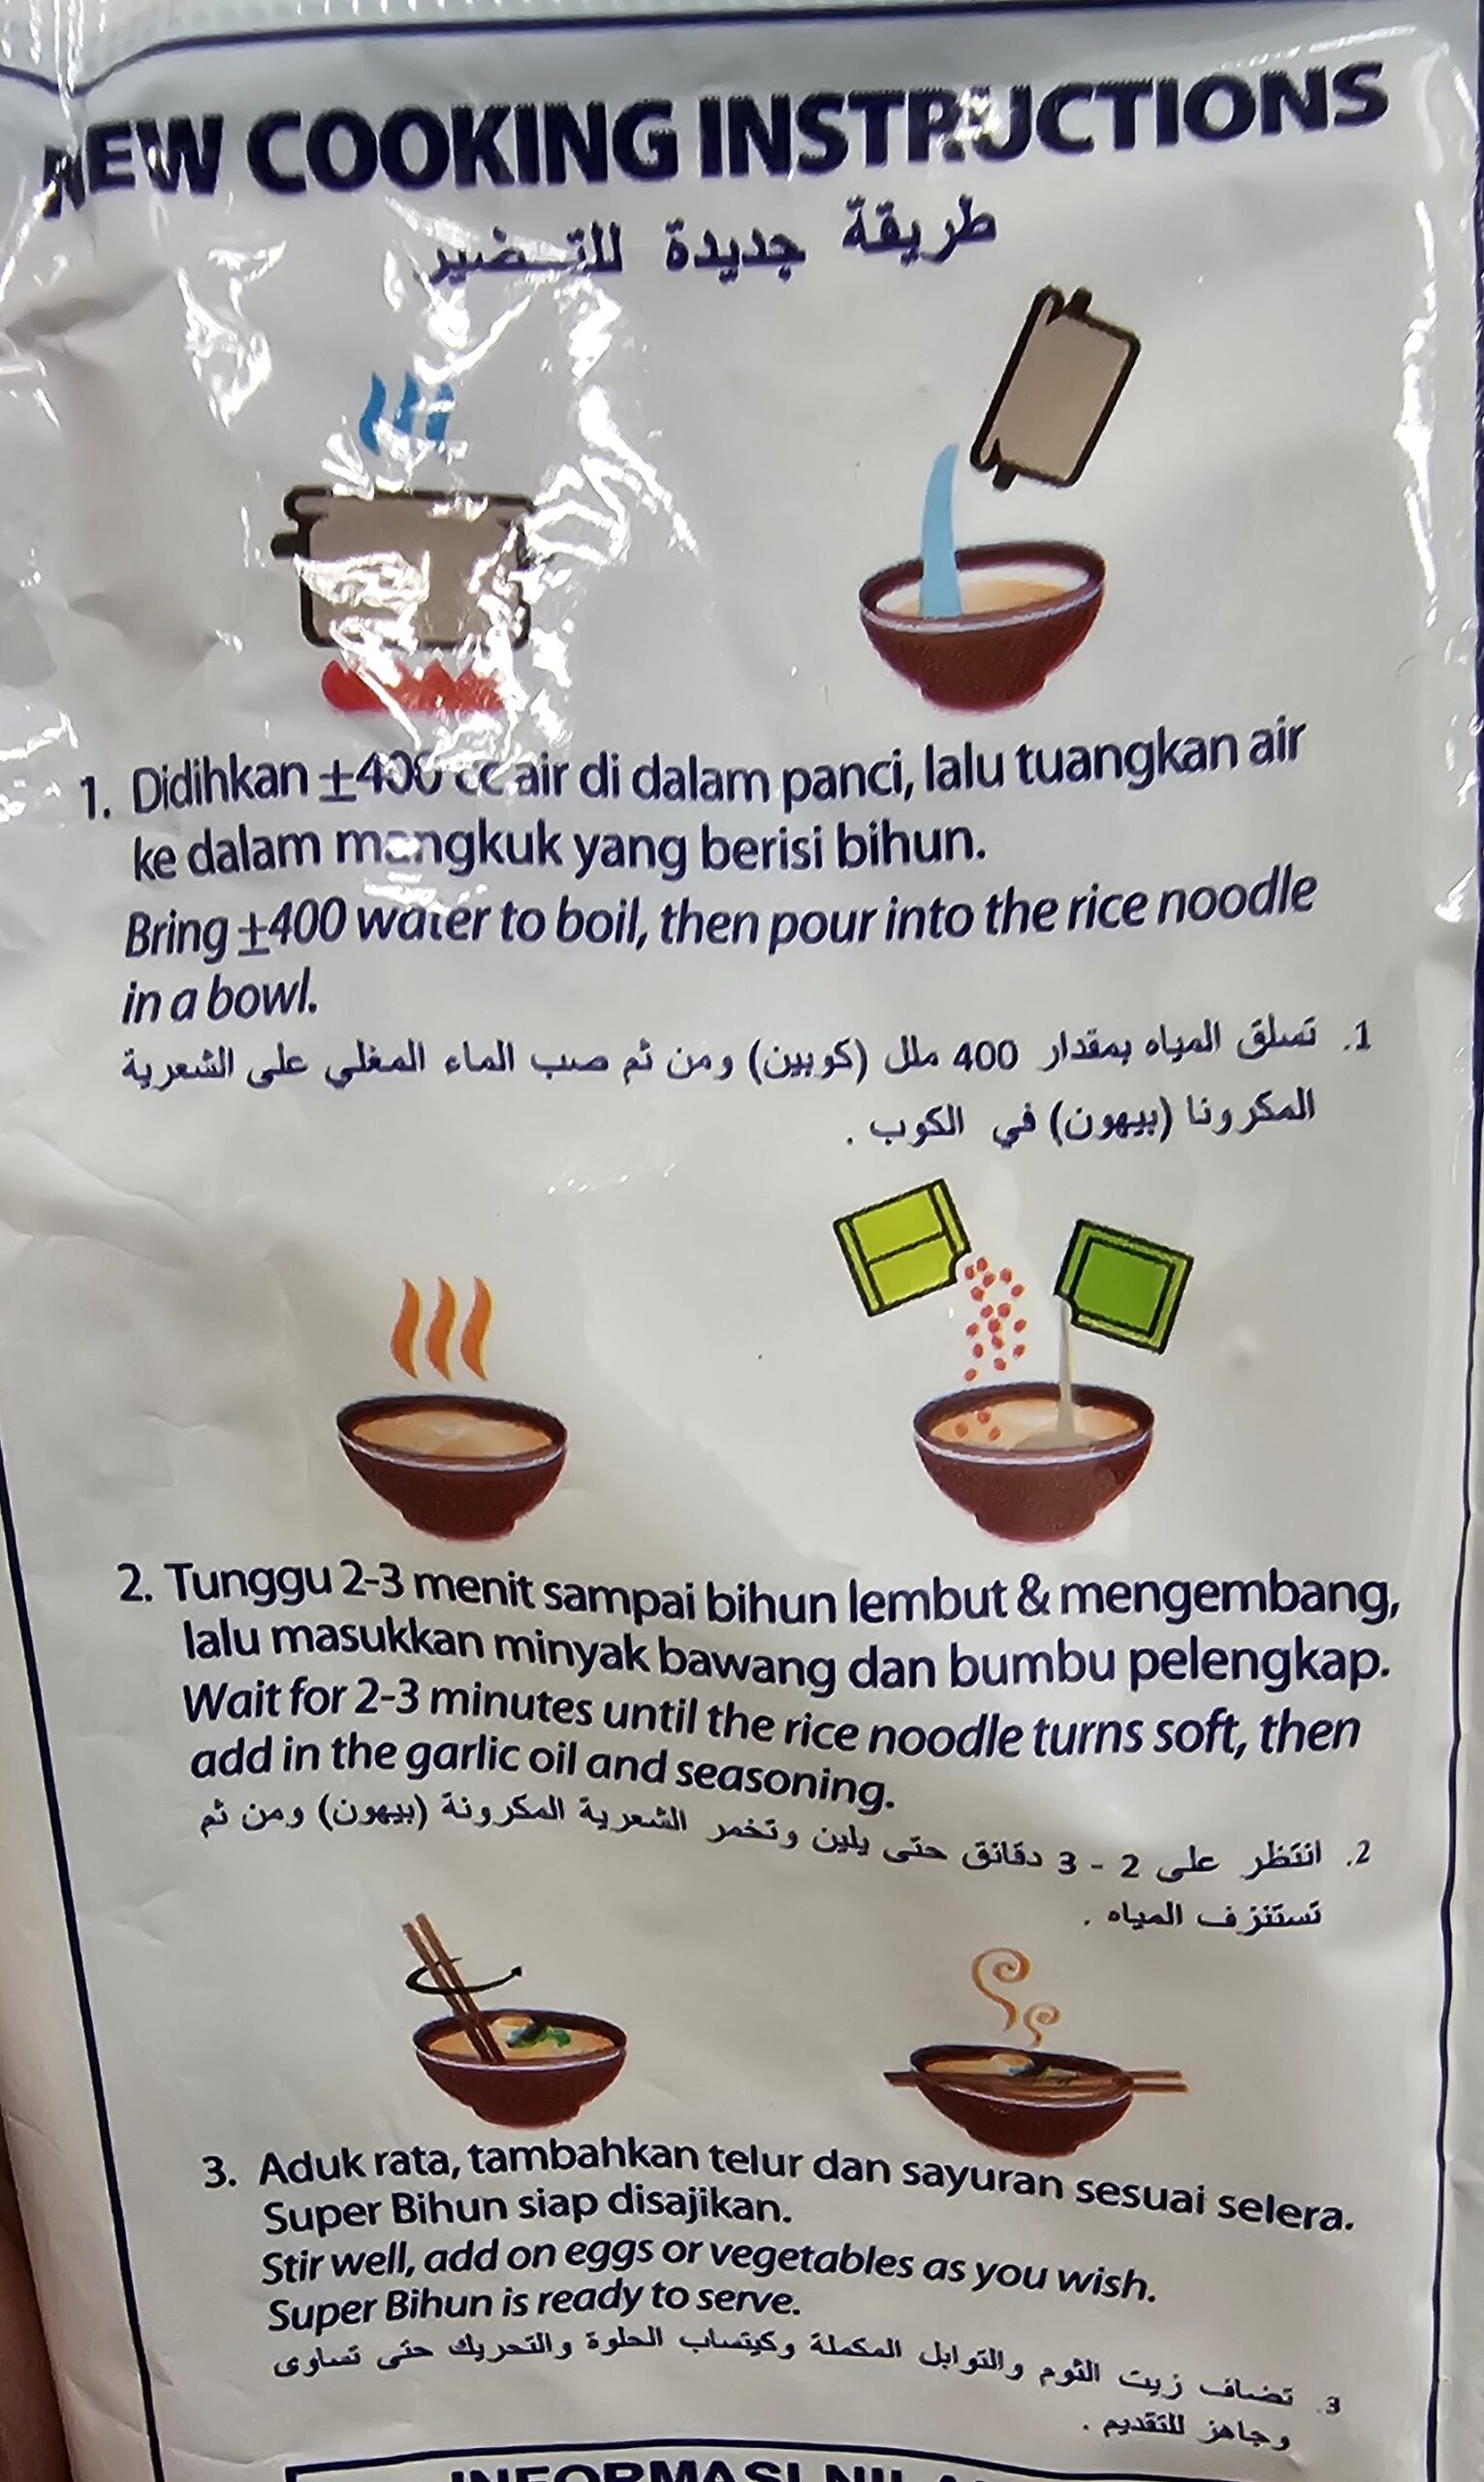 NEW COOKING INSTRUCTIONS
طريقة جديدة للتحضير
1. Didihkan ±400 cc air di dalam panci, lalu tuangkan air
ke dalam mangkuk yang berisi bihun.
Bring ±400 water to boil, then pour into the rice noodle
in a bowl.
1. تسلق المياه بمقدار 400 ملل (كوبين) ومن ثم صب الماء المغلي على الشعرية
المكرونا (بيهون) في الكوب .
2. Tunggu 2-3 menit sampai bihun lembut & mengembang,
lalu masukkan minyak bawang dan bumbu pelengkap.
Wait for 2-3 minutes until the rice noodle turns soft, then
add in the garlic oil and seasoning.
2. انتظر على 2 - 3 دقائق حتى يلين وتخمر الشعرية المكرونة (بيهون) ومن ثم
تستنزف المياه .
3. Aduk rata, tambahkan telur dan sayuran sesuai selera.
Super Bihun siap disajikan.
Stir well, add on eggs or vegetables as you wish.
Super Bihun is ready to serve.
3. تضاف زيت الثوم والتوابل المكملة وكيتساب الحلوة والتحريك حتى تساوى
وجاهز للتقديم .
INFORMASI